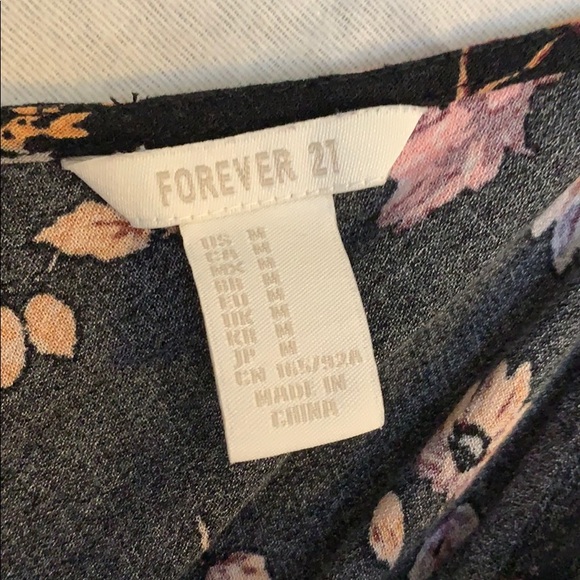 FOREVER 21
US M
CA M
MX M
BR M
EU M
UK M
KR M
JP M
CN 165/92A
MADE IN
CHINA